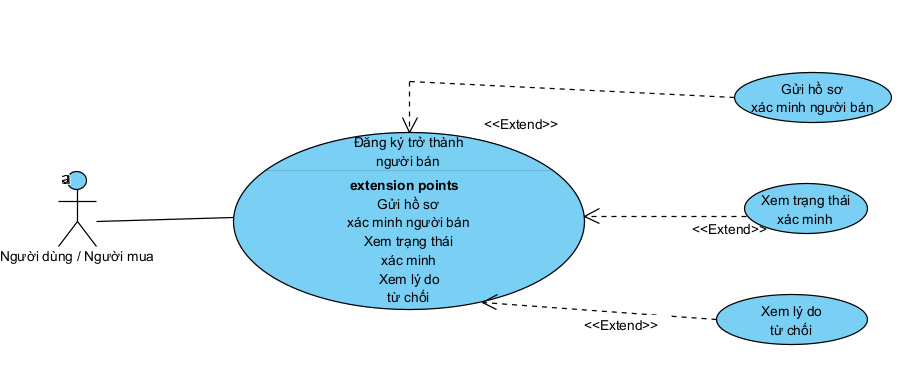 Gửi hồ sơ
xác minh người bán
<<Extend>>
Đăng ký trở thành
người bán
extension points
Gửi hồ sơ
xác minh người bán
Xem trạng thái
xác minh
Xem lý do
từ chối
a
Người dùng / Người mua
Xem trạng thái
xác minh
<<Extend>>
Xem lý do
từ chối
<<Extend>>